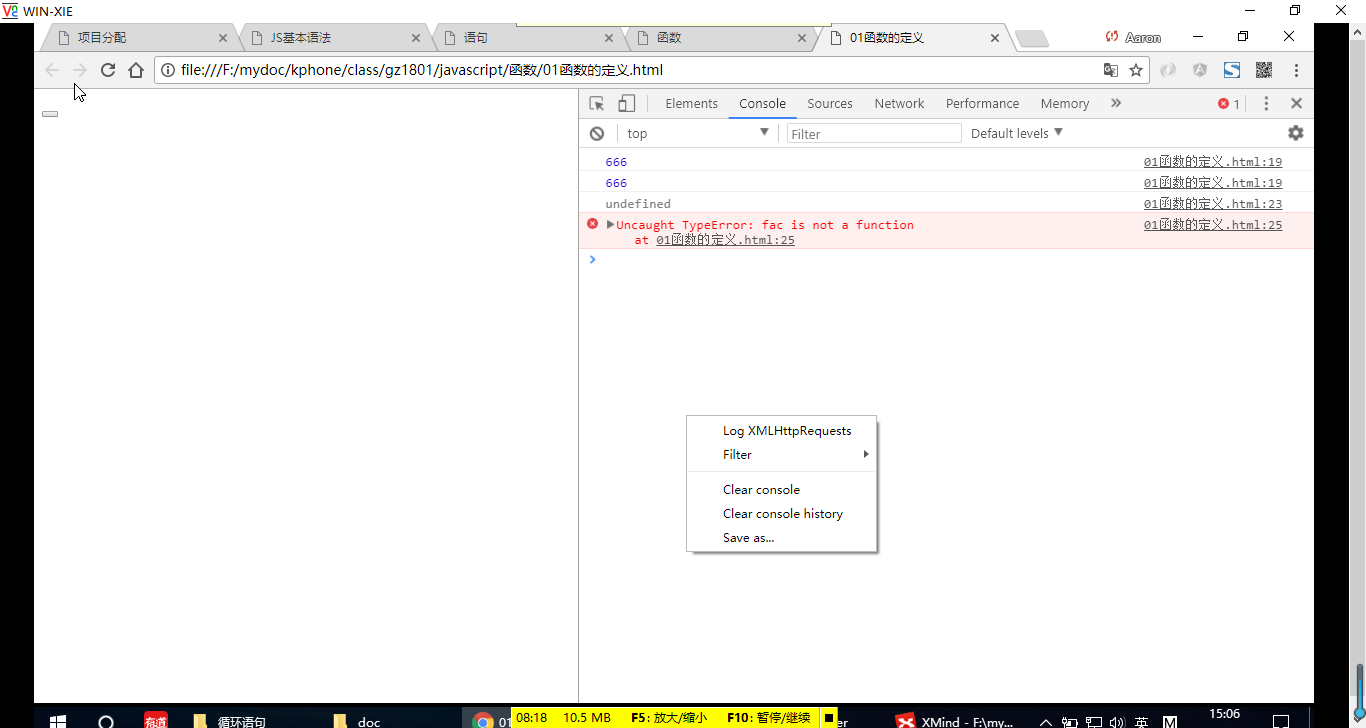 WIN-XIE
项目分配
JS基本语法
语句
函数
01函数的定义
Aaron
file:///F:/mydoc/kphone/class/gz1801/javascript/函数/01函数的定义.html
Elements Console Sources Network Performance Memory » 1
top Filter Default levels
666 01函数的定义.html:19
666 01函数的定义.html:19
undefined 01函数的定义.html:23
Uncaught TypeError: fac is not a function 01函数的定义.html:25
at 01函数的定义.html:25
Log XMLHttpRequests
Filter
Clear console
Clear console history
Save as...
有道 循环语句 doc 01 08:18 10.5 MB F5: 放大/缩小 F10: 暂停/继续 er XMind - F:\my... 英 M 15:06